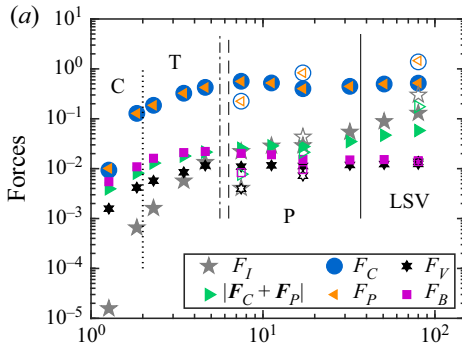 (a)
10^1
10^0
10^{-1}
10^{-2}
10^{-3}
10^{-4}
10^{-5}
Forces
C
T
P
LSV
F_I
F_C
F_V
|F_C + F_P|
F_P
F_B
10^0
10^1
10^2